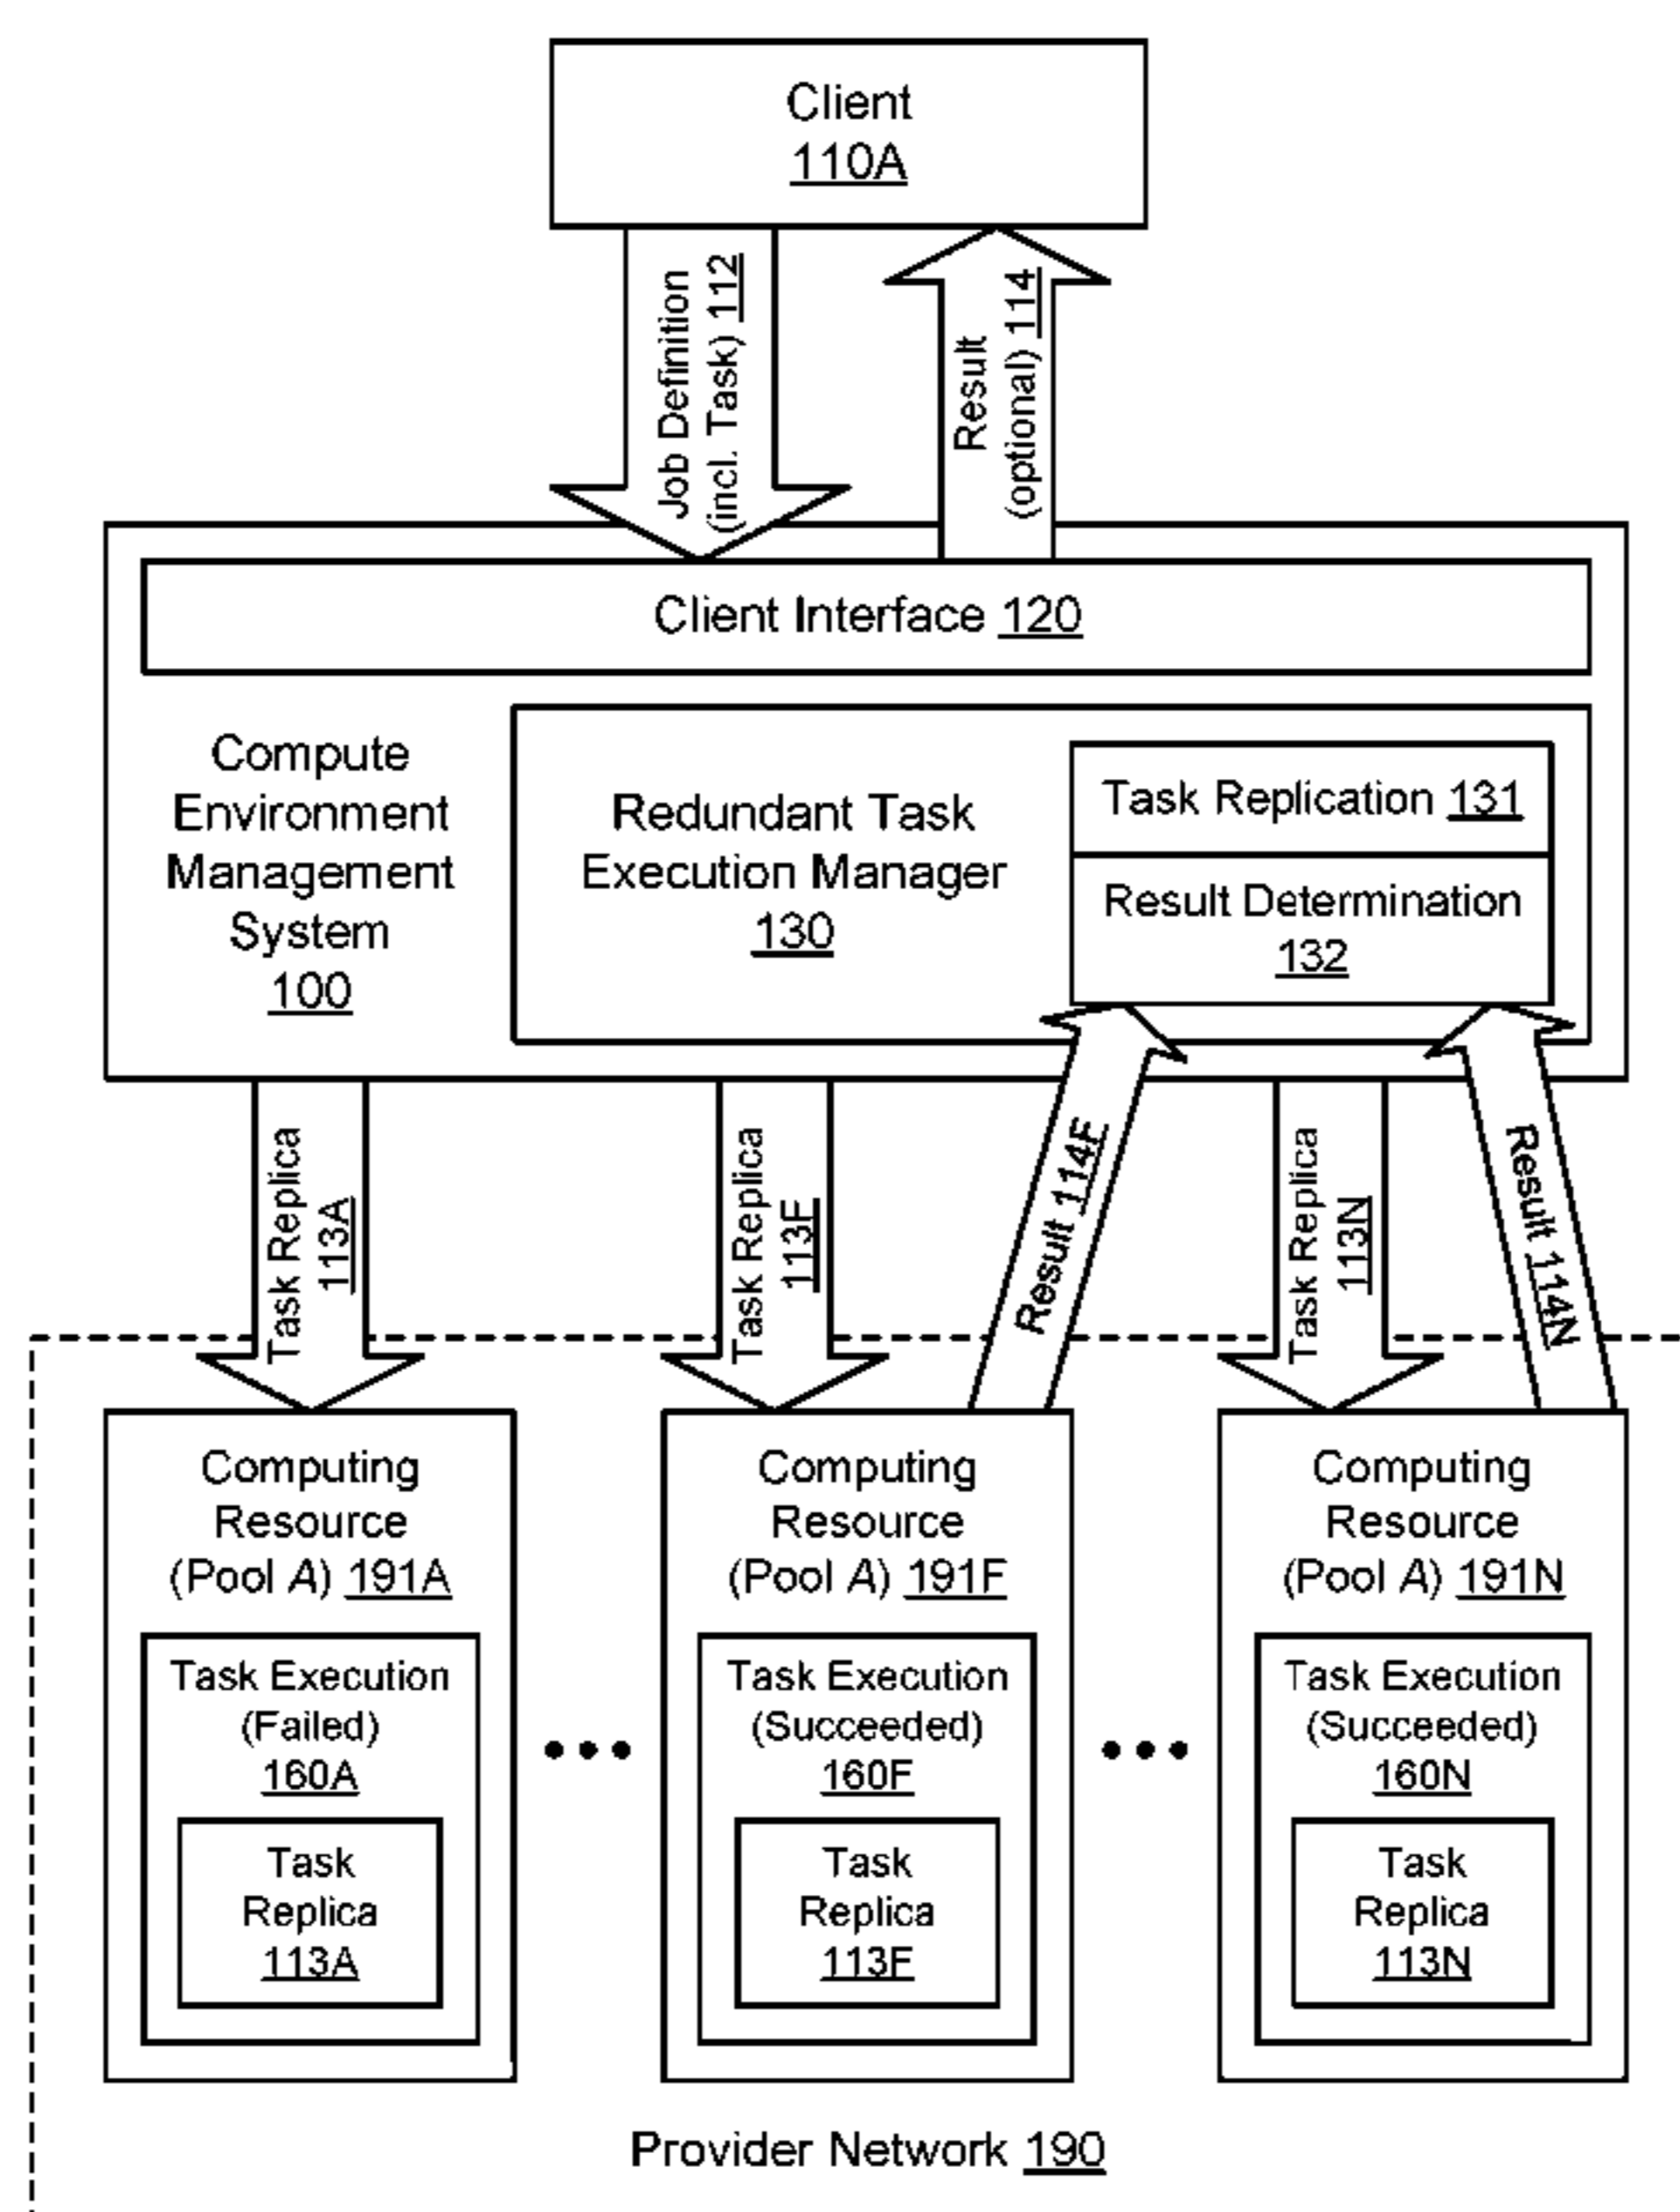 Client
110A
Job Definition
(incl. Task) 112
Result
(optional) 114
Client Interface 120
Compute
Environment
Management
System
100
Redundant Task
Execution Manager
130
Task Replication 131
Result Determination
132
Task Replica
113A
Task Replica
113F
Result 114F
Task Replica
113N
Result 114N
Computing
Resource
(Pool A) 191A
Task Execution
(Failed)
160A
Task
Replica
113A
Computing
Resource
(Pool A) 191F
Task Execution
(Succeeded)
160F
Task
Replica
113F
Computing
Resource
(Pool A) 191N
Task Execution
(Succeeded)
160N
Task
Replica
113N
Provider Network 190